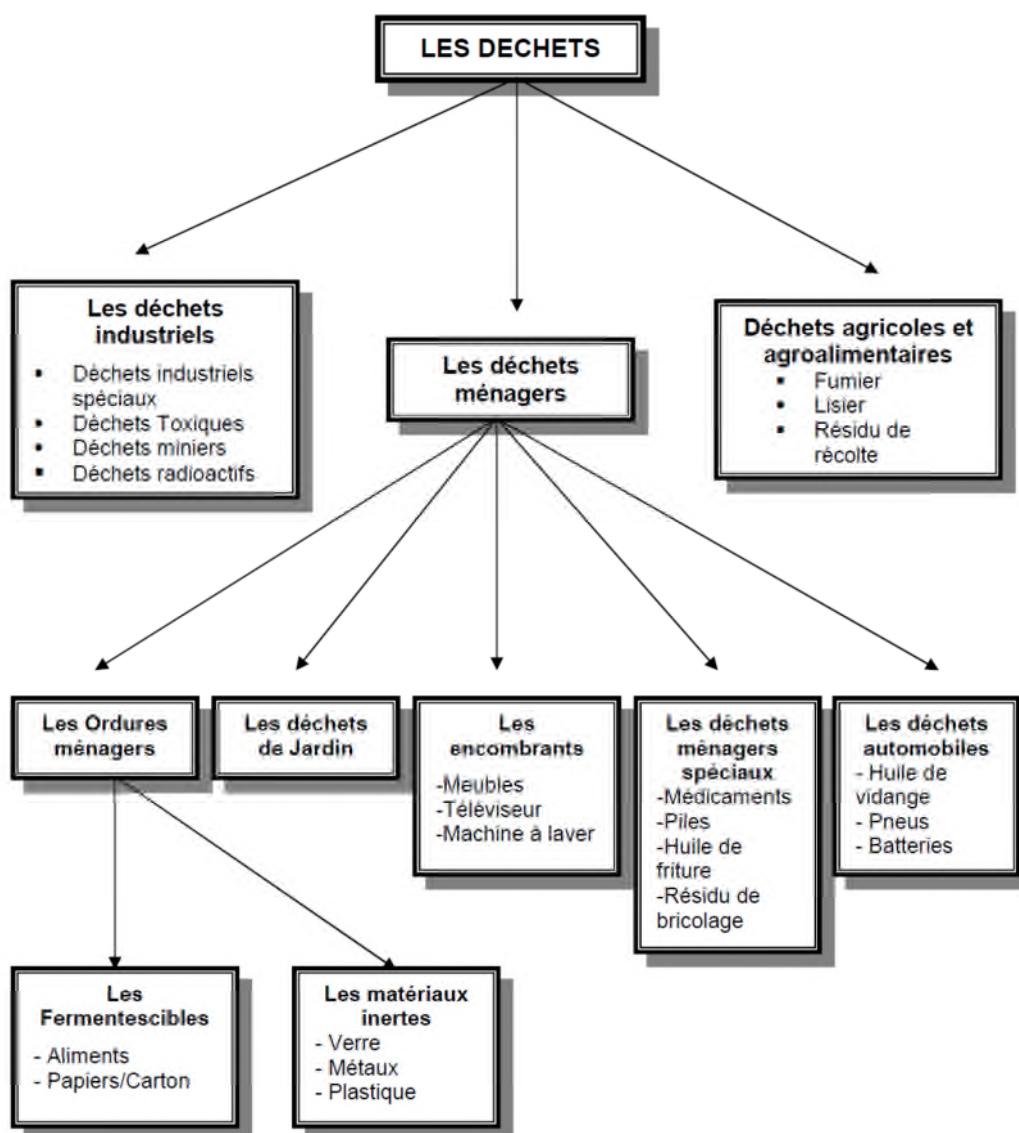 LES DECHETS
Les déchets
industriels
▪ Déchets industriels
spéciaux
▪ Déchets Toxiques
▪ Déchets miniers
▪ Déchets radioactifs
Les déchets
ménagers
Déchets agricoles et
agroalimentaires
▪ Fumier
▪ Lisier
▪ Résidu de
récolte
Les Ordures
ménagers
Les déchets
de Jardin
Les
encombrants
-Meubles
-Téléviseur
-Machine à laver
Les déchets
ménagers
spéciaux
-Médicaments
-Piles
-Huile de
friture
-Résidu de
bricolage
Les déchets
automobiles
- Huile de
vidange
- Pneus
- Batteries
Les
Fermentescibles
- Aliments
- Papiers/Carton
Les matériaux
inertes
- Verre
- Métaux
- Plastique